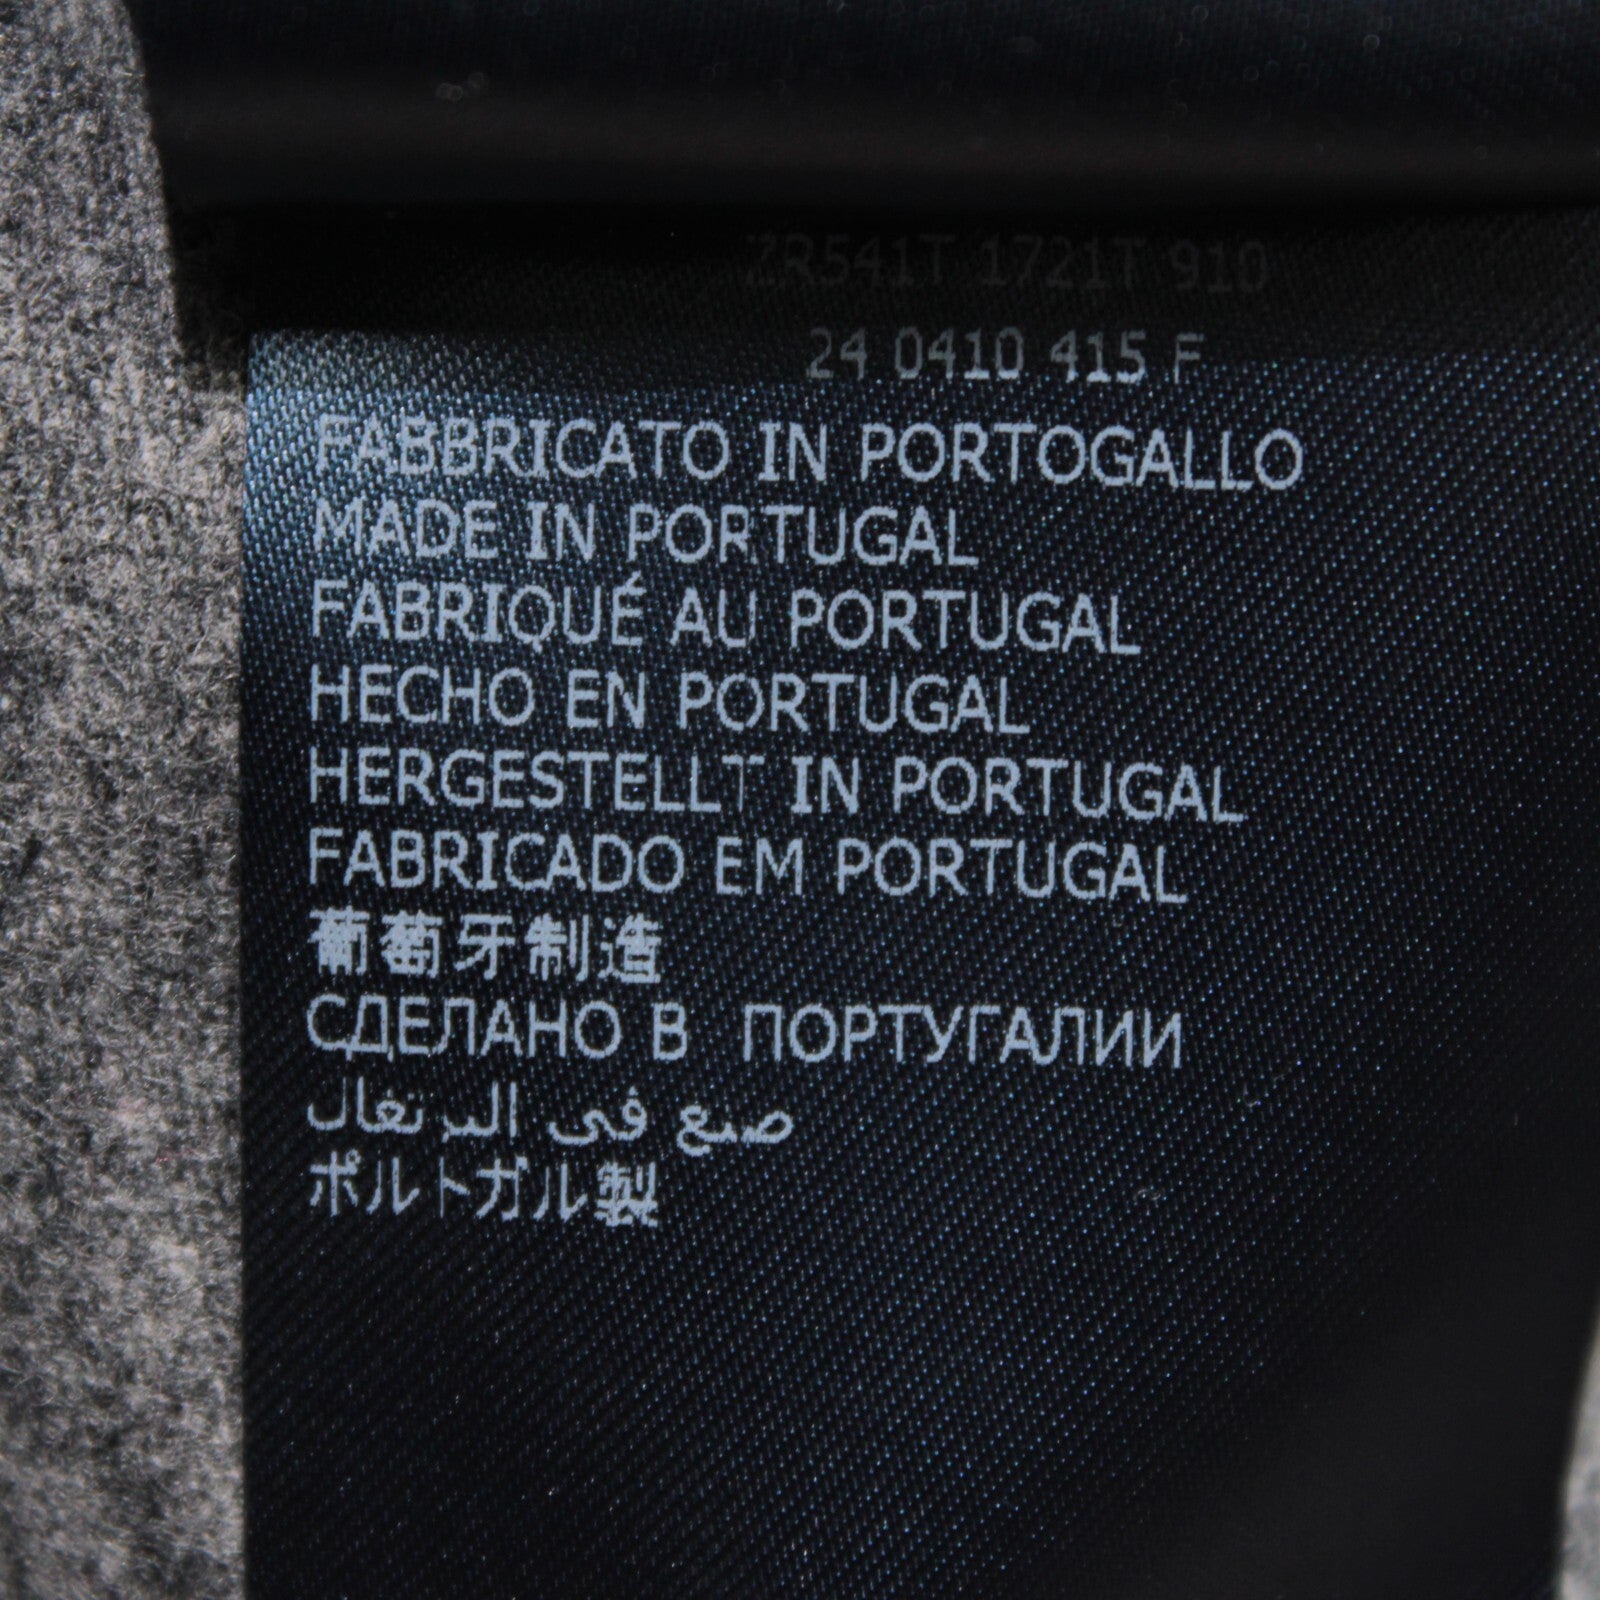 ZR541T 1721T 910
24 0410 415 F
FABBRICATO IN PORTOGALLO
MADE IN PORTUGAL
FABRIQUÉ AU PORTUGAL
HECHO EN PORTUGAL
HERGESTELLT IN PORTUGAL
FABRICADO EM PORTUGAL
葡萄牙制造
СДЕЛАНО В ПОРТУГАЛИИ
صنع في البرتغال
ポルトガル製